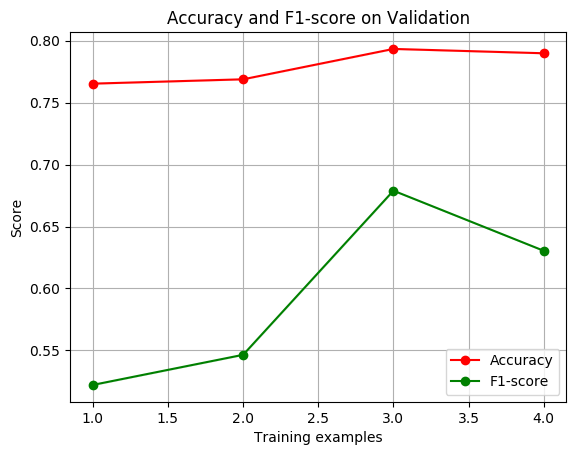 Accuracy and F1-score on Validation
0.80
0.75
0.70
0.65
0.60
0.55
Score
1.0 1.5 2.0 2.5 3.0 3.5 4.0
Training examples
Accuracy
F1-score